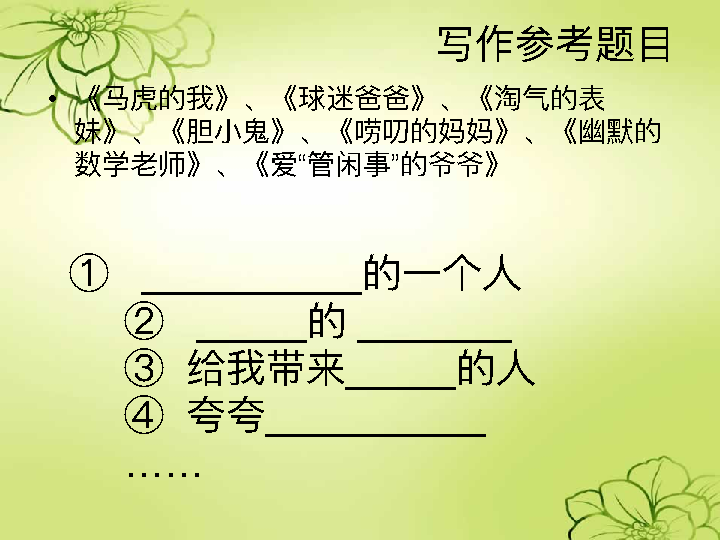 写作参考题目
• 《马虎的我》、《球迷爸爸》、《淘气的表
妹》、《胆小鬼》、《唠叨的妈妈》、《幽默的
数学老师》、《爱“管闲事”的爷爷》
① ___________的一个人
② _____的 _______
③ 给我带来_____的人
④ 夸夸__________
……